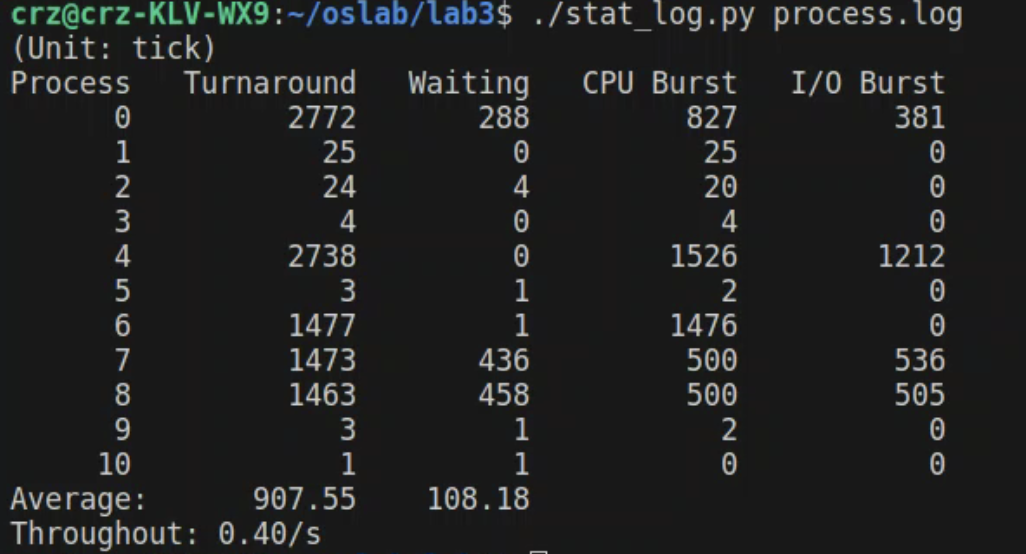 crz@crz-KLV-WX9:~/oslab/lab3$ ./stat_log.py process.log
(Unit: tick)
Process Turnaround Waiting CPU Burst I/O Burst
0 2772 288 827 381
1 25 0 25 0
2 24 4 20 0
3 4 0 4 0
4 2738 0 1526 1212
5 3 1 2 0
6 1477 1 1476 0
7 1473 436 500 536
8 1463 458 500 505
9 3 1 2 0
10 1 1 0 0
Average: 907.55 108.18
Throughout: 0.40/s